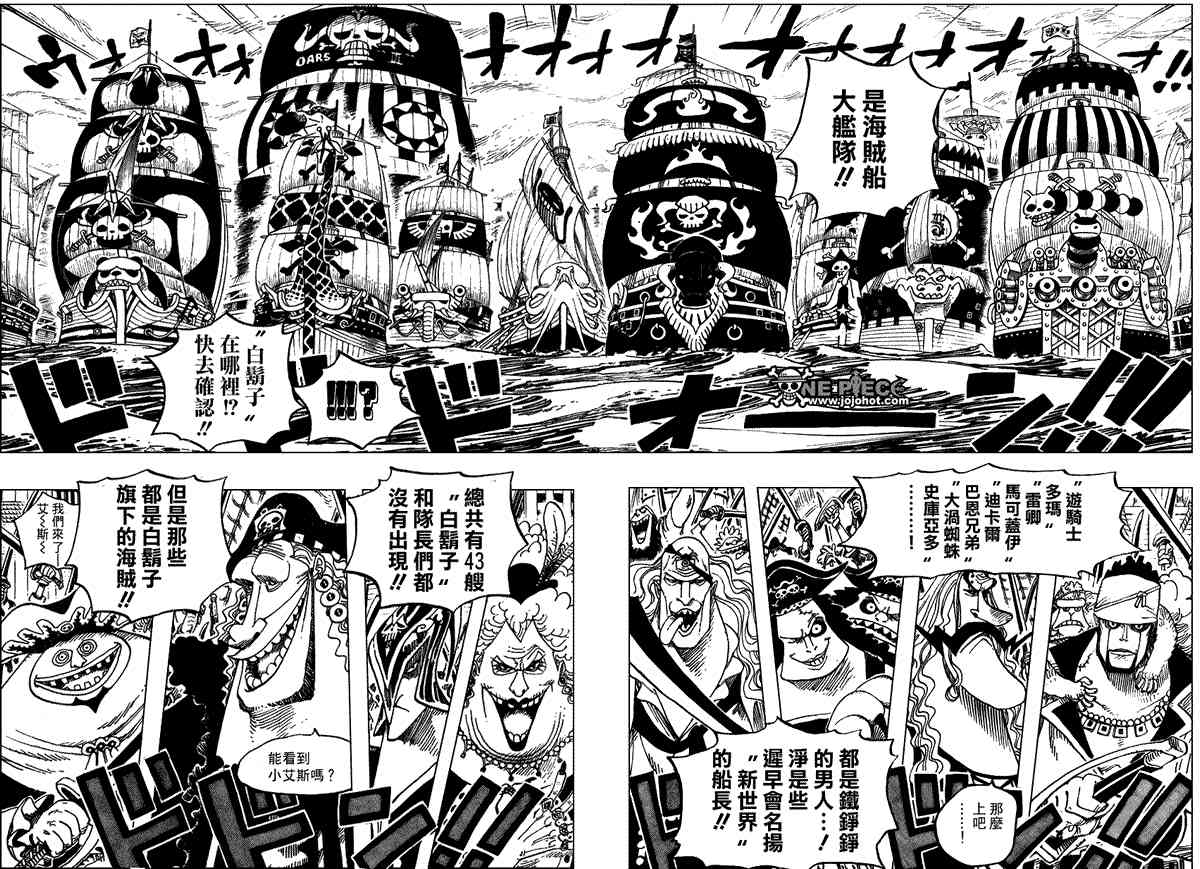 ウオオオオオオオオ!!!
OARS
是海賊船
大艦隊!!
"白鬍子"
在哪裡!?
快去確認!!
!!!!?
ドドオーーン!!!
ONE PIECE
www.jojohot.com
"遊騎士
多瑪"
"雷卿
馬可蓋伊"
"迪卡爾
巴恩兄弟"
"大渦蜘蛛
史庫亞多"
………!
都是鐵錚錚
的男人…!
淨是些
遲早會名揚
"新世界"
的船長!!
那麼
上吧
………!
總共有43艘
"白鬍子"
和隊長們都
沒有出現!!
但是那些
都是白鬍子
旗下的海賊!!
我們來了……
艾~斯~
能看到
小艾斯嗎?
ドドドン!!!